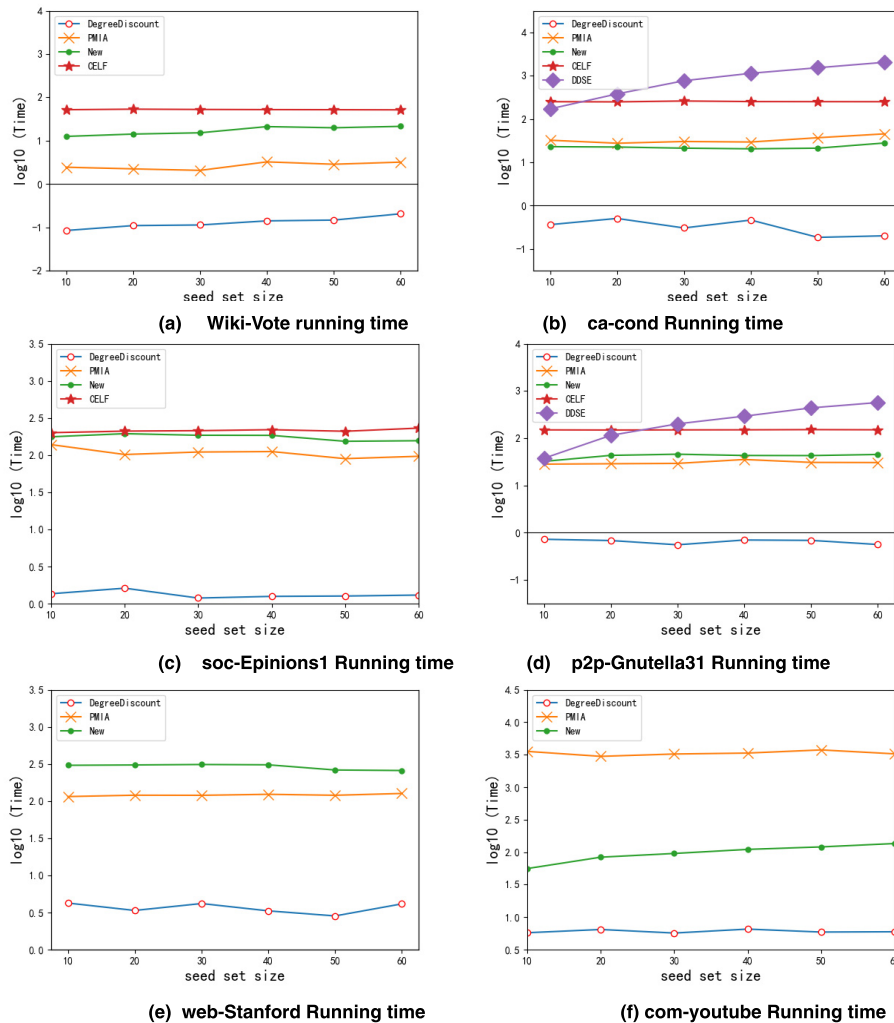 4
3
2
1
0
−1
−2
log10 (Time)
DegreeDiscount
PMIA
New
CELF
10 20 30 40 50 60
seed set size
(a) Wiki-Vote running time
4
3
2
1
0
−1
log10 (Time)
DegreeDiscount
PMIA
New
CELF
DDSE
10 20 30 40 50 60
seed set size
(b) ca-cond Running time
3.5
3.0
2.5
2.0
1.5
1.0
0.5
0.0
log10 (Time)
DegreeDiscount
PMIA
New
CELF
10 20 30 40 50 60
seed set size
(c) soc-Epinions1 Running time
4
3
2
1
0
−1
log10 (Time)
DegreeDiscount
PMIA
New
CELF
DDSE
10 20 30 40 50 60
seed set size
(d) p2p-Gnutella31 Running time
3.5
3.0
2.5
2.0
1.5
1.0
0.5
0.0
log10 (Time)
DegreeDiscount
PMIA
New
10 20 30 40 50 60
seed set size
(e) web-Stanford Running time
4.5
4.0
3.5
3.0
2.5
2.0
1.5
1.0
0.5
log10 (Time)
DegreeDiscount
PMIA
New
10 20 30 40 50
seed set size
(f) com-youtube Running time